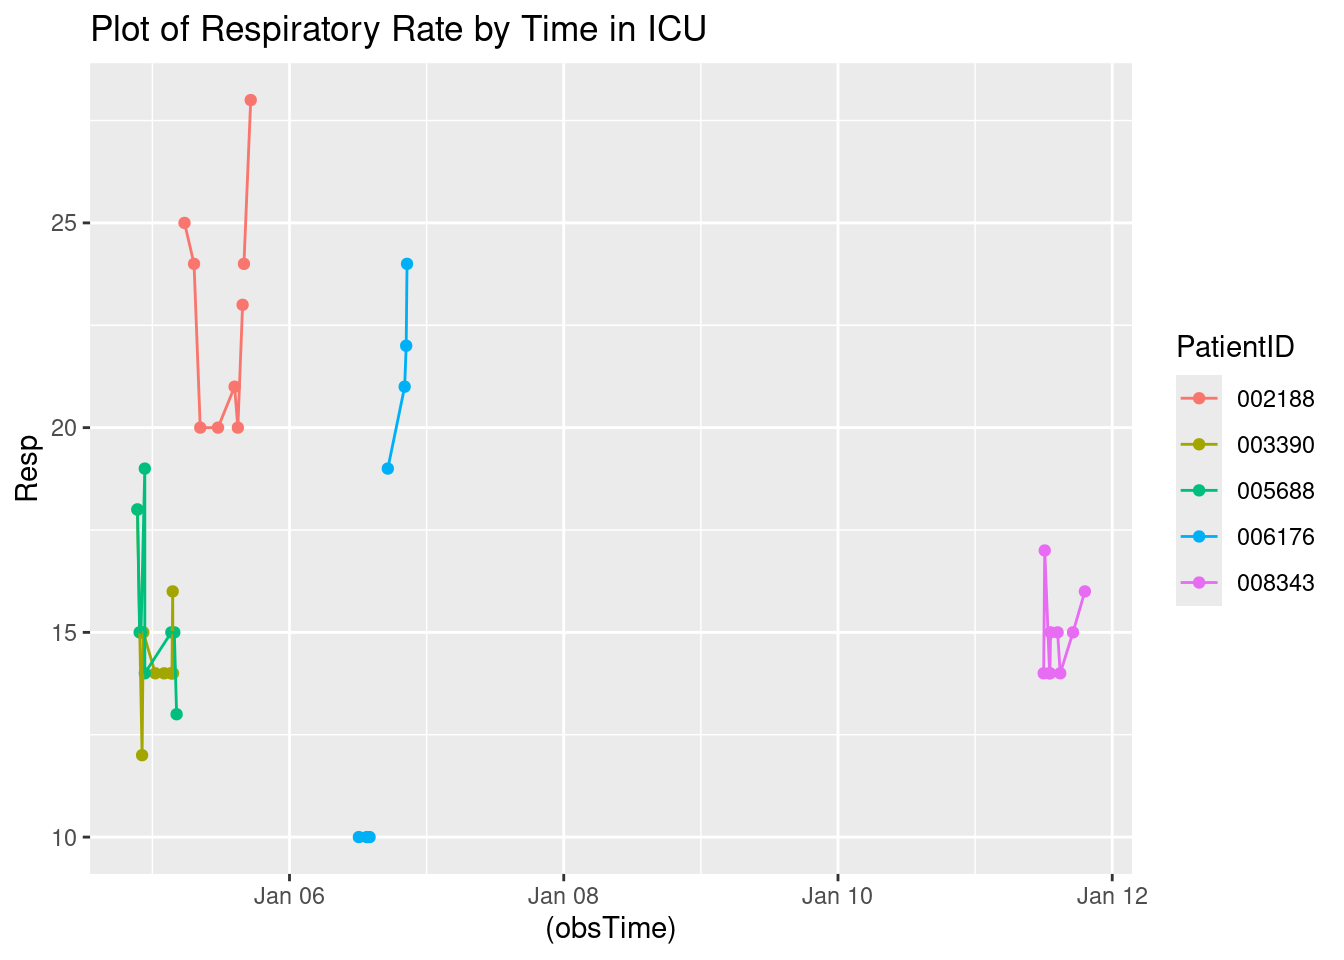 Plot of Respiratory Rate by Time in ICU
25
20
15
10
Resp
Jan 06
Jan 08
Jan 10
Jan 12
(obsTime)
PatientID
002188
003390
005688
006176
008343